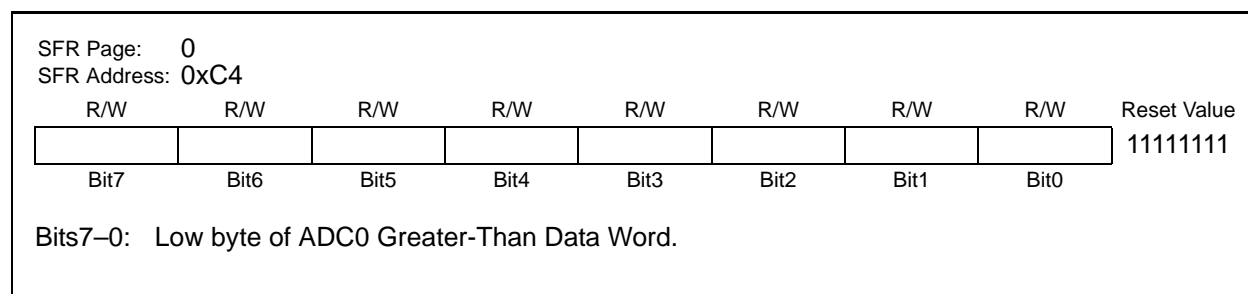 SFR Page: 0
SFR Address: 0xC4
R/W R/W R/W R/W R/W R/W R/W R/W Reset Value
11111111
Bit7 Bit6 Bit5 Bit4 Bit3 Bit2 Bit1 Bit0
Bits7–0: Low byte of ADC0 Greater-Than Data Word.